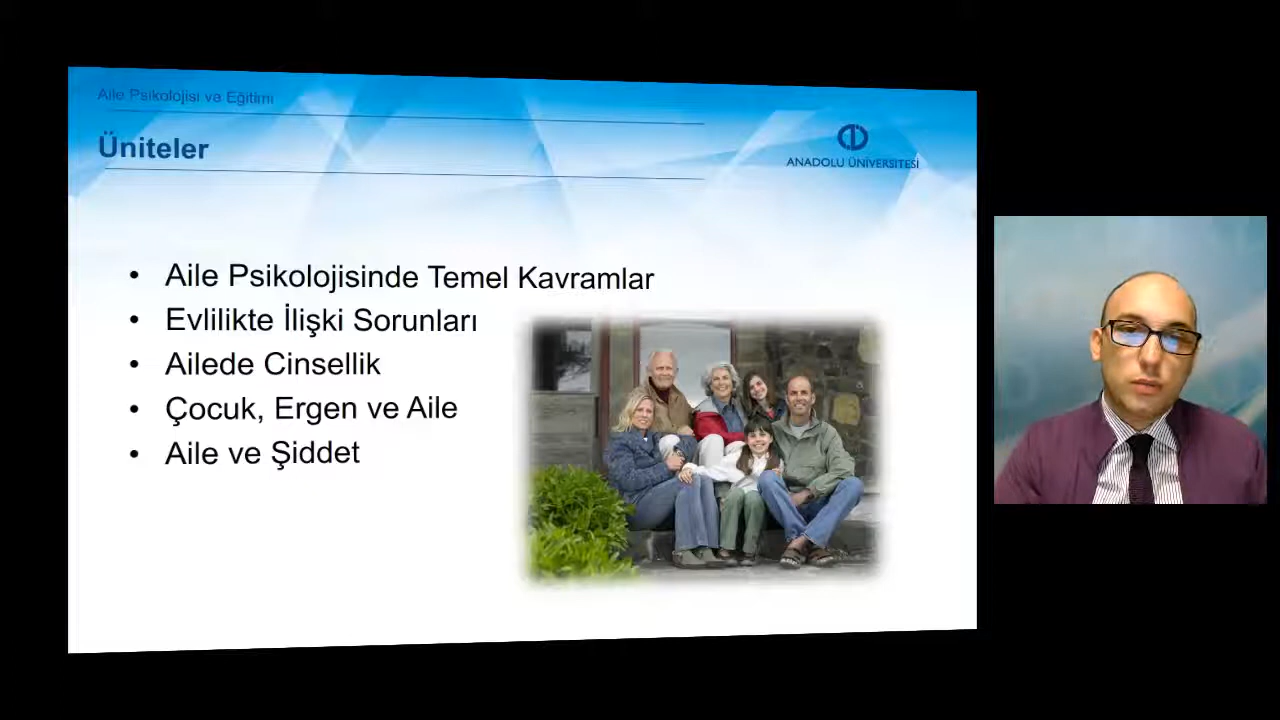 Aile Psikolojisi ve Eğitimi
Üniteler
ANADOLU ÜNİVERSİTESİ
• Aile Psikolojisinde Temel Kavramlar
• Evlilikte İlişki Sorunları
• Ailede Cinsellik
• Çocuk, Ergen ve Aile
• Aile ve Şiddet